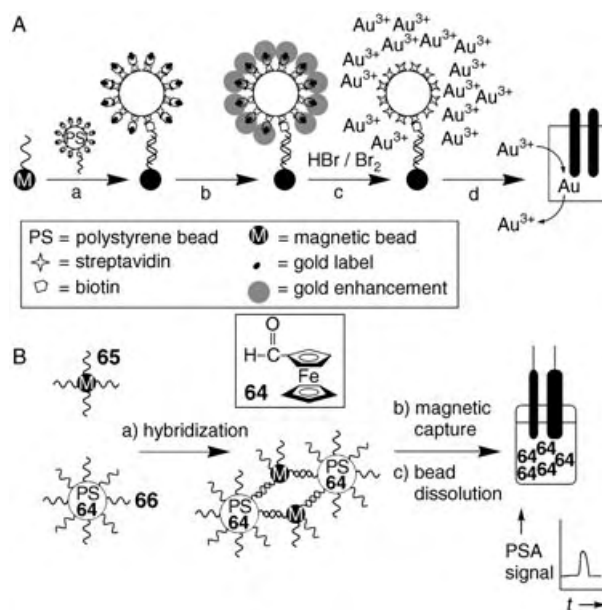 A
Au3+ Au3+
Au3+ Au3+ Au3+
Au3+ Au3+
Au3+
Au3+ Au3+
Au3+ Au3+
Au3+ Au3+
PS
M
HBr / Br2
a
b
c
d
Au3+
Au
Au3+
PS = polystyrene bead
= streptavidin
= biotin
M = magnetic bead
= gold label
= gold enhancement
B
65
M
PS
64
66
O
H-C
Fe
64
a) hybridization
M
PS
64
PS
64
M
b) magnetic
capture
c) bead
dissolution
64 64
64 64 64
64 64
PSA
signal
t